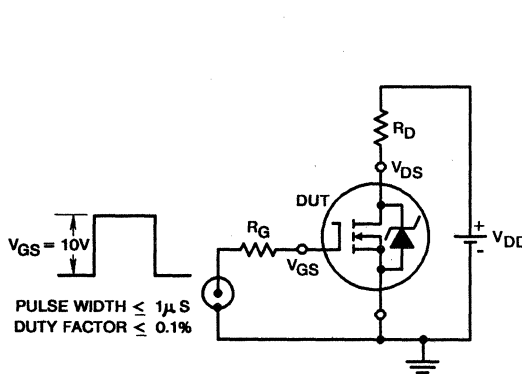 R_D
V_DS
DUT
R_G
V_GS = 10V
V_GS
+
-
V_DD
PULSE WIDTH ≤ 1μS
DUTY FACTOR ≤ 0.1%